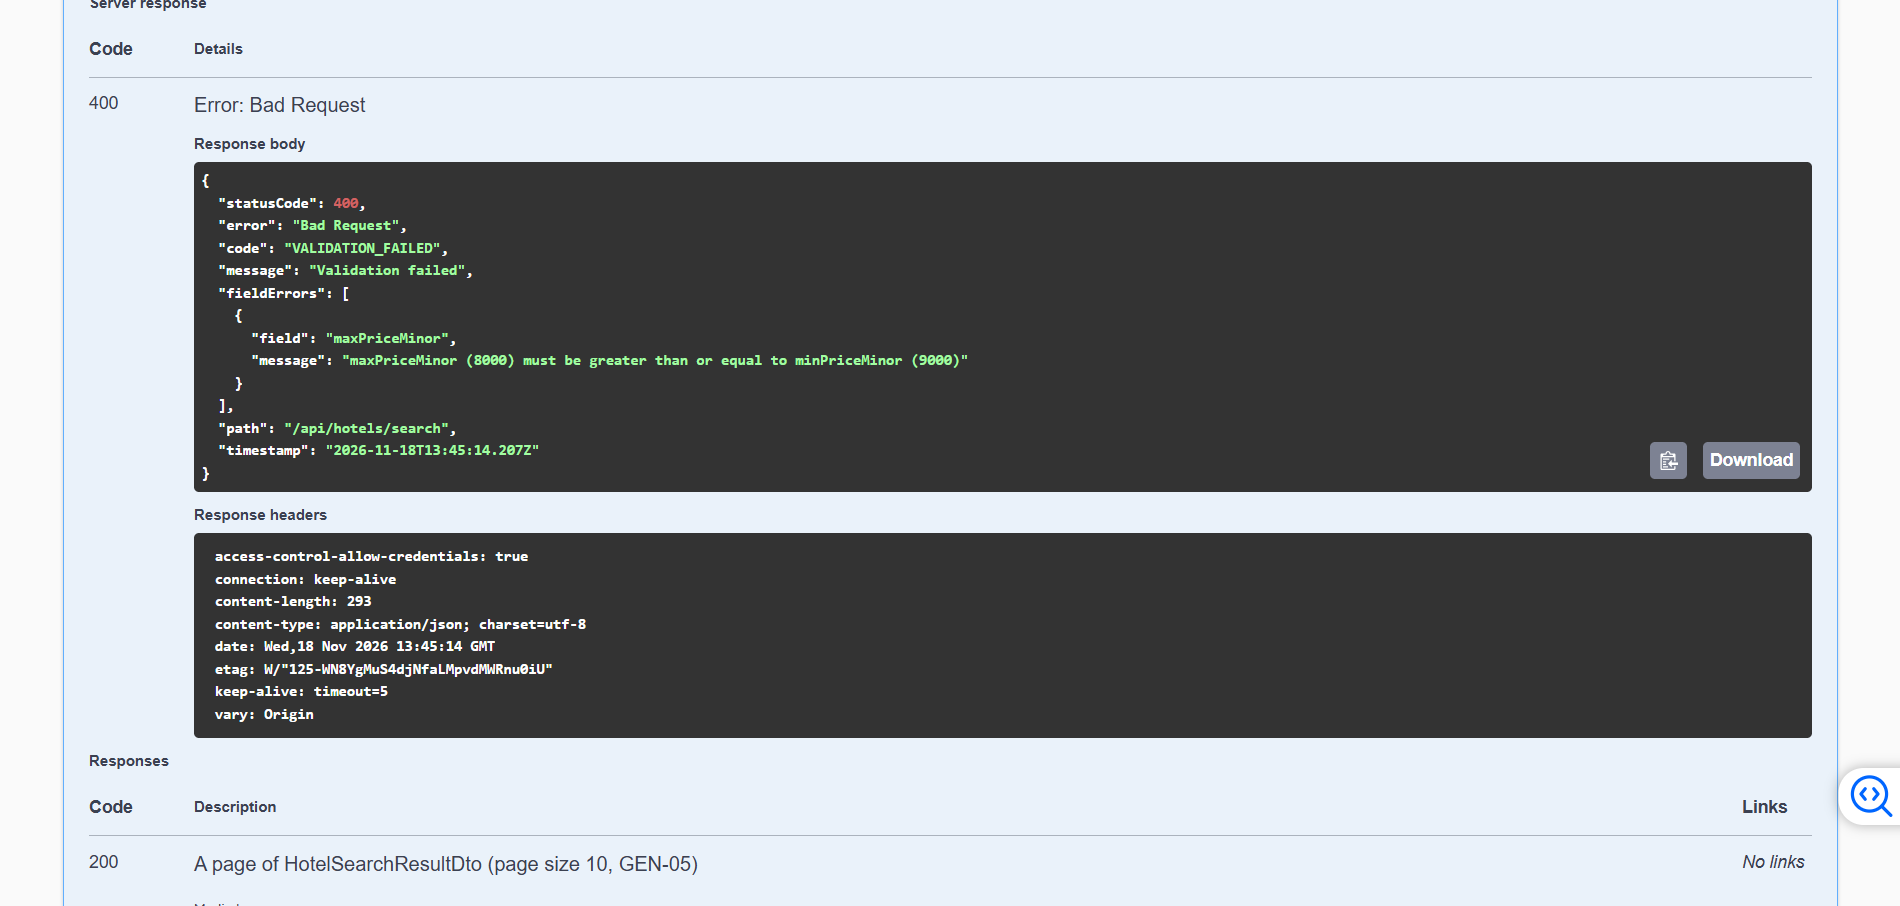 Server response
Code Details
400 Error: Bad Request
Response body
{
  "statusCode": 400,
  "error": "Bad Request",
  "code": "VALIDATION_FAILED",
  "message": "Validation failed",
  "fieldErrors": [
    {
      "field": "maxPriceMinor",
      "message": "maxPriceMinor (8000) must be greater than or equal to minPriceMinor (9000)"
    }
  ],
  "path": "/api/hotels/search",
  "timestamp": "2026-11-18T13:45:14.207Z"
}
Download
Response headers
access-control-allow-credentials: true
connection: keep-alive
content-length: 293
content-type: application/json; charset=utf-8
date: Wed,18 Nov 2026 13:45:14 GMT
etag: W/"125-WN8YgMuS4djNfaLMpvdMWRnu0iU"
keep-alive: timeout=5
vary: Origin
Responses
Code Description Links
200 A page of HotelSearchResultDto (page size 10, GEN-05) No links